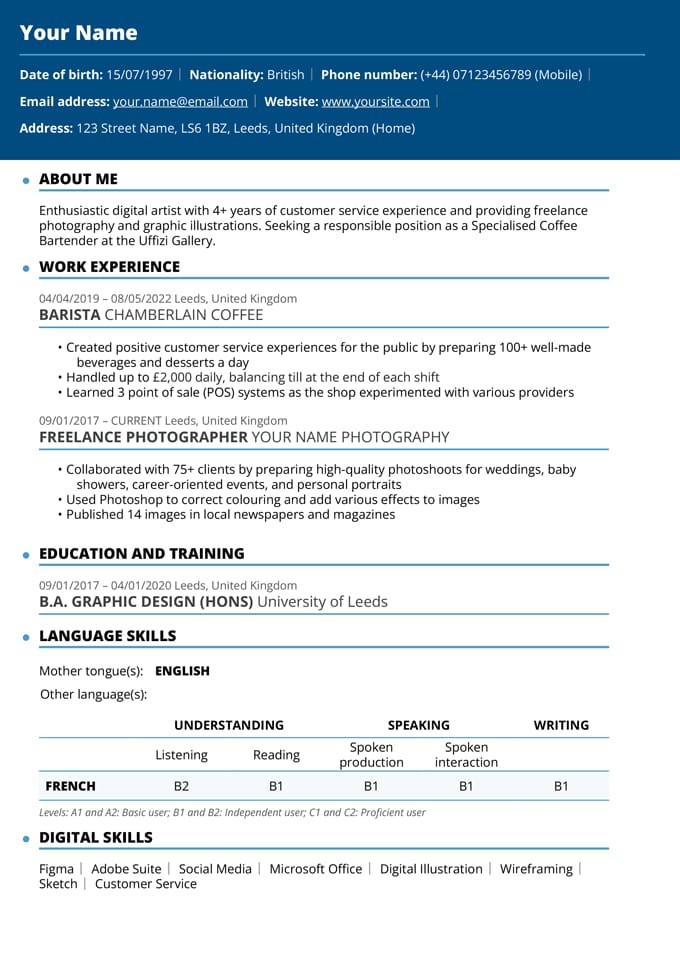 Your Name
Date of birth: 15/07/1997 | Nationality: British | Phone number: (+44) 07123456789 (Mobile) |
Email address: your.name@email.com | Website: www.yoursite.com |
Address: 123 Street Name, LS6 1BZ, Leeds, United Kingdom (Home)
• ABOUT ME
Enthusiastic digital artist with 4+ years of customer service experience and providing freelance
photography and graphic illustrations. Seeking a responsible position as a Specialised Coffee
Bartender at the Uffizi Gallery.
• WORK EXPERIENCE
04/04/2019 – 08/05/2022 Leeds, United Kingdom
BARISTA CHAMBERLAIN COFFEE
• Created positive customer service experiences for the public by preparing 100+ well-made
beverages and desserts a day
• Handled up to £2,000 daily, balancing till at the end of each shift
• Learned 3 point of sale (POS) systems as the shop experimented with various providers
09/01/2017 – CURRENT Leeds, United Kingdom
FREELANCE PHOTOGRAPHER YOUR NAME PHOTOGRAPHY
• Collaborated with 75+ clients by preparing high-quality photoshoots for weddings, baby
showers, career-oriented events, and personal portraits
• Used Photoshop to correct colouring and add various effects to images
• Published 14 images in local newspapers and magazines
• EDUCATION AND TRAINING
09/01/2017 – 04/01/2020 Leeds, United Kingdom
B.A. GRAPHIC DESIGN (HONS) University of Leeds
• LANGUAGE SKILLS
Mother tongue(s): ENGLISH
Other language(s):
UNDERSTANDING SPEAKING WRITING
Listening Reading Spoken production Spoken interaction
FRENCH B2 B1 B1 B1 B1
Levels: A1 and A2: Basic user; B1 and B2: Independent user; C1 and C2: Proficient user
• DIGITAL SKILLS
Figma | Adobe Suite | Social Media | Microsoft Office | Digital Illustration | Wireframing |
Sketch | Customer Service